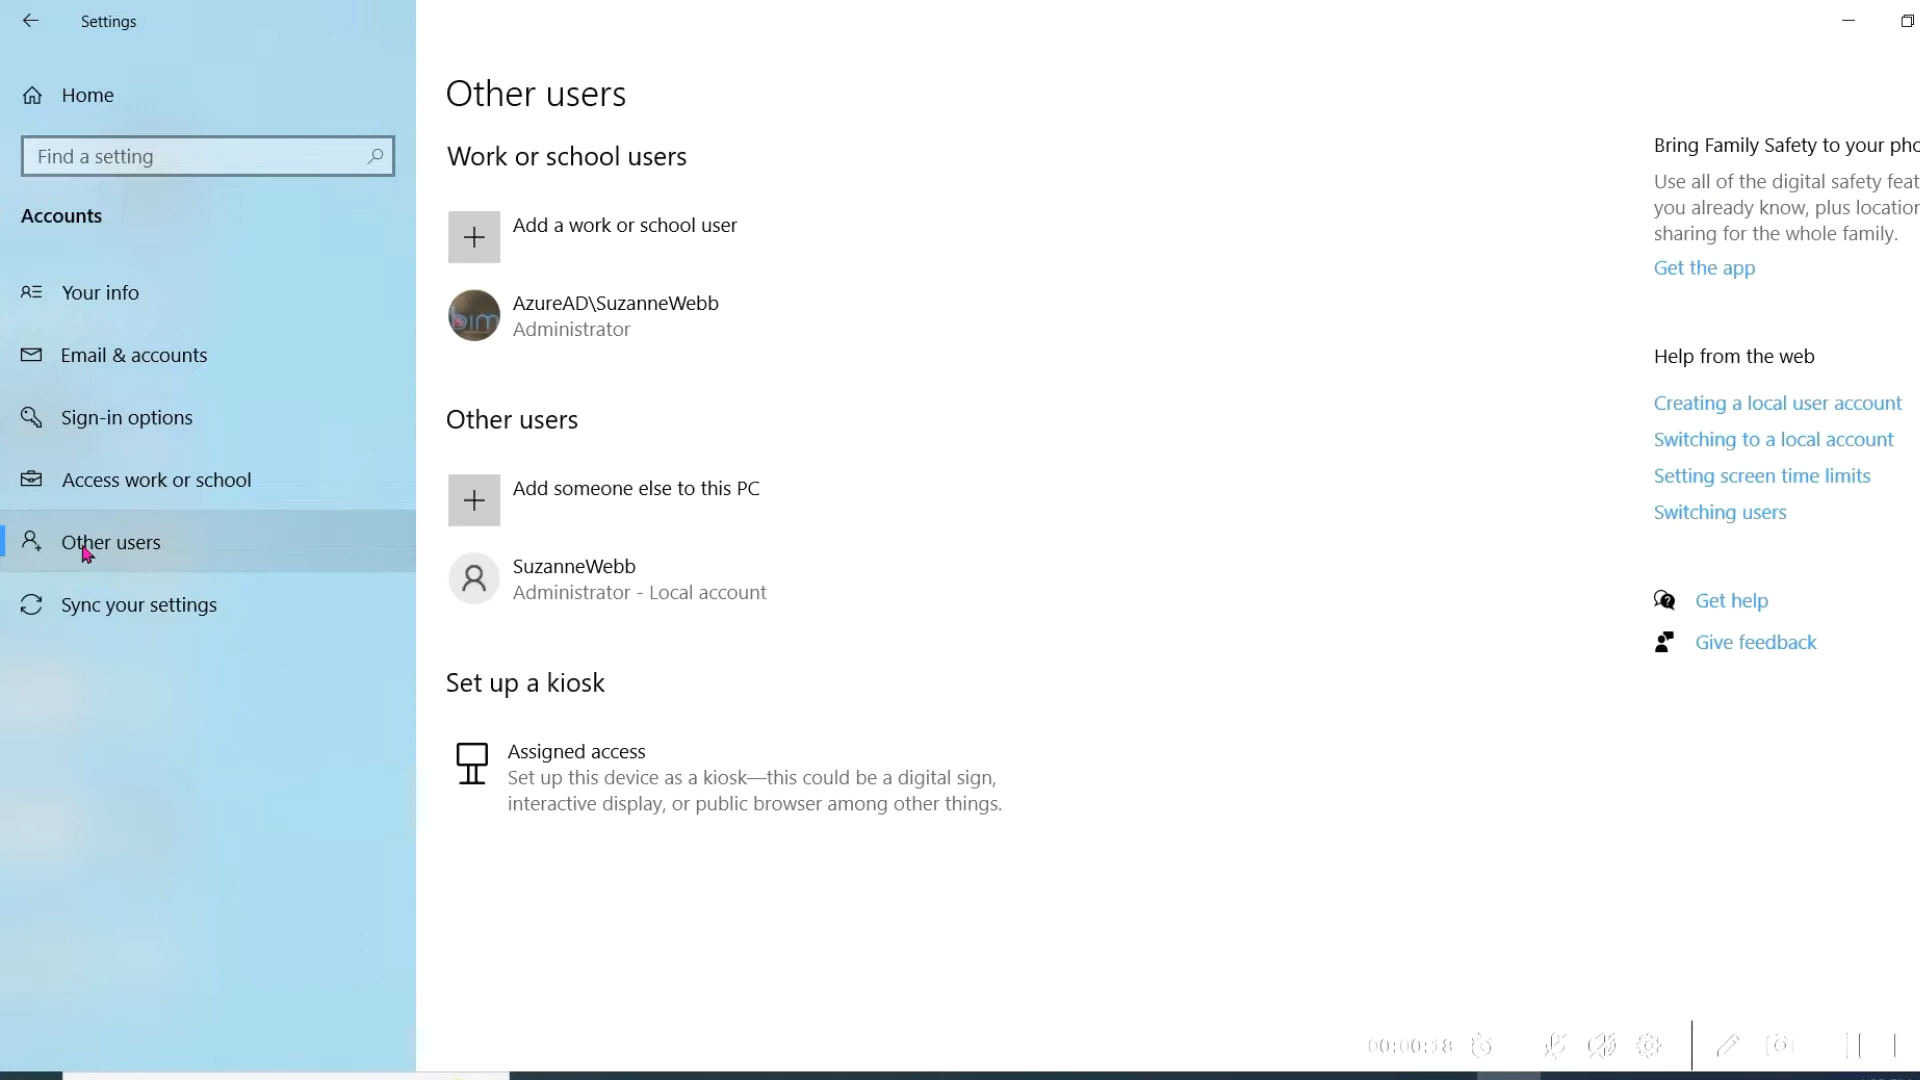 Settings
Home
Find a setting
Accounts
Your info
Email & accounts
Sign-in options
Access work or school
Other users
Sync your settings
Other users
Work or school users
Add a work or school user
bim
AzureAD\SuzanneWebb
Administrator
Other users
Add someone else to this PC
SuzanneWebb
Administrator - Local account
Set up a kiosk
Assigned access
Set up this device as a kiosk—this could be a digital sign,
interactive display, or public browser among other things.
Bring Family Safety to your pho
Use all of the digital safety feat
you already know, plus location
sharing for the whole family.
Get the app
Help from the web
Creating a local user account
Switching to a local account
Setting screen time limits
Switching users
Get help
Give feedback
00:00:18